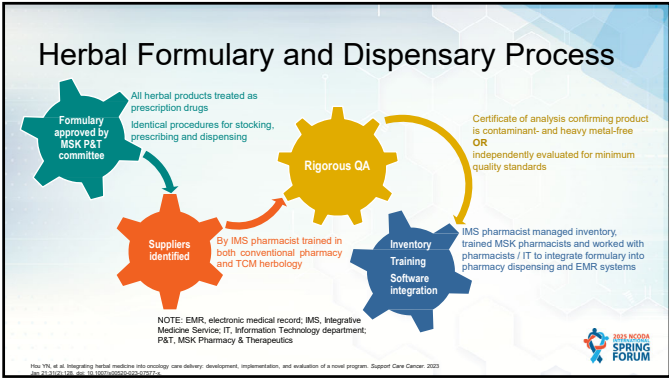 Herbal Formulary and Dispensary Process
Formulary
approved by
MSK P&T
committee
All herbal products treated as
prescription drugs
Identical procedures for stocking,
prescribing and dispensing
Suppliers
identified
By IMS pharmacist trained in
both conventional pharmacy
and TCM herbology
Rigorous QA
Certificate of analysis confirming product
is contaminant- and heavy metal-free
OR
independently evaluated for minimum
quality standards
Inventory
Training
Software
integration
IMS pharmacist managed inventory,
trained MSK pharmacists and worked with
pharmacists / IT to integrate formulary into
pharmacy dispensing and EMR systems
NOTE: EMR, electronic medical record; IMS, Integrative
Medicine Service; IT, Information Technology department;
P&T, MSK Pharmacy & Therapeutics
Hou YN, et al. Integrating herbal medicine into oncology care delivery: development, implementation, and evaluation of a novel program. Support Care Cancer. 2023
Jan 21;31(2):128. doi: 10.1007/s00520-023-07577-x.
2025 NCODA
INTERNATIONAL
SPRING
FORUM